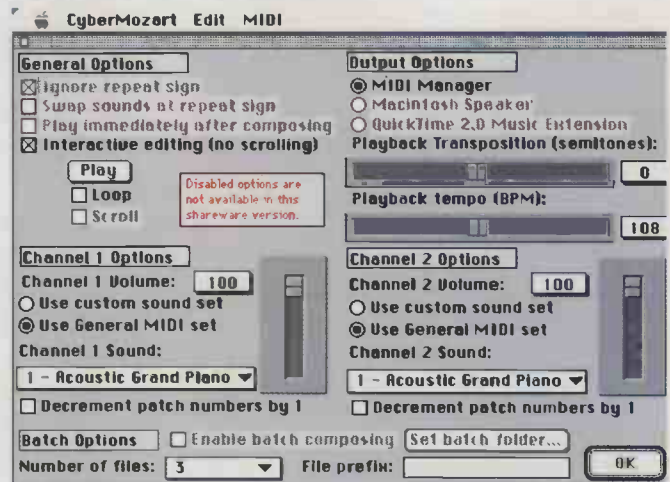 CyberMozart Edit MIDI
General Options
Ignore repeat sign
Swap sounds at repeat sign
Play immediately after composing
Interactive editing (no scrolling)
Play
Loop
Scroll
Disabled options are
not available in this
shareware version.
Output Options
MIDI Manager
Macintosh Speaker
QuickTime 2.0 Music Extension
Playback Transposition (semitones):
0
Playback tempo (BPM):
108
Channel 1 Options
Channel 1 Volume: 100
Use custom sound set
Use General MIDI set
Channel 1 Sound:
1 - Acoustic Grand Piano
Decrement patch numbers by 1
Channel 2 Options
Channel 2 Volume: 100
Use custom sound set
Use General MIDI set
Channel 2 Sound:
1 - Acoustic Grand Piano
Decrement patch numbers by 1
Batch Options Enable batch composing Set batch folder...
Number of files: 3 File prefix: OK